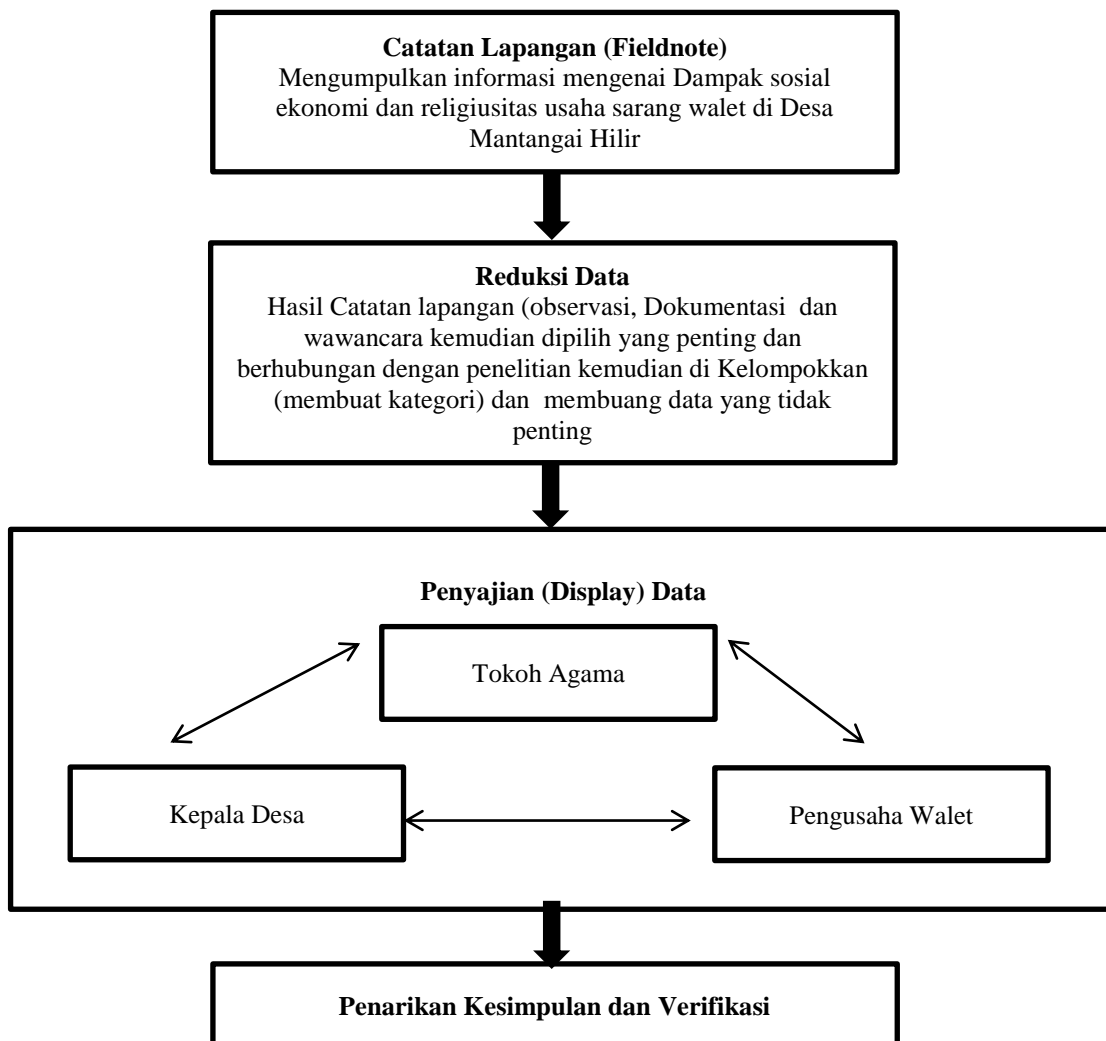 Catatan Lapangan (Fieldnote)
Mengumpulkan informasi mengenai Dampak sosial
ekonomi dan religiusitas usaha sarang walet di Desa
Mantangai Hilir
Reduksi Data
Hasil Catatan lapangan (observasi, Dokumentasi  dan
wawancara kemudian dipilih yang penting dan
berhubungan dengan penelitian kemudian di Kelompokkan
(membuat kategori) dan  membuang data yang tidak
penting
Penyajian (Display) Data
Tokoh Agama
Kepala Desa
Pengusaha Walet
Penarikan Kesimpulan dan Verifikasi